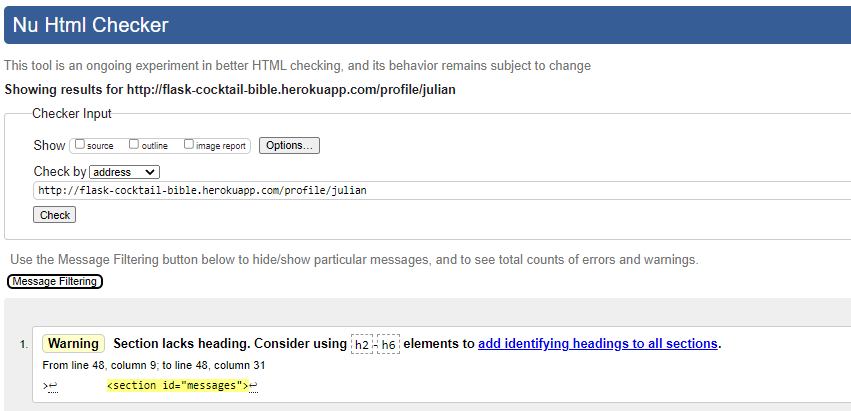 Nu Html Checker
This tool is an ongoing experiment in better HTML checking, and its behavior remains subject to change
Showing results for http://flask-cocktail-bible.herokuapp.com/profile/julian
Checker Input
Show source outline image report Options...
Check by address
http://flask-cocktail-bible.herokuapp.com/profile/julian
Check
Use the Message Filtering button below to hide/show particular messages, and to see total counts of errors and warnings.
Message Filtering
1. Warning Section lacks heading. Consider using h2-h6 elements to add identifying headings to all sections.
From line 48, column 9; to line 48, column 31
>↩ <section id="messages">↩